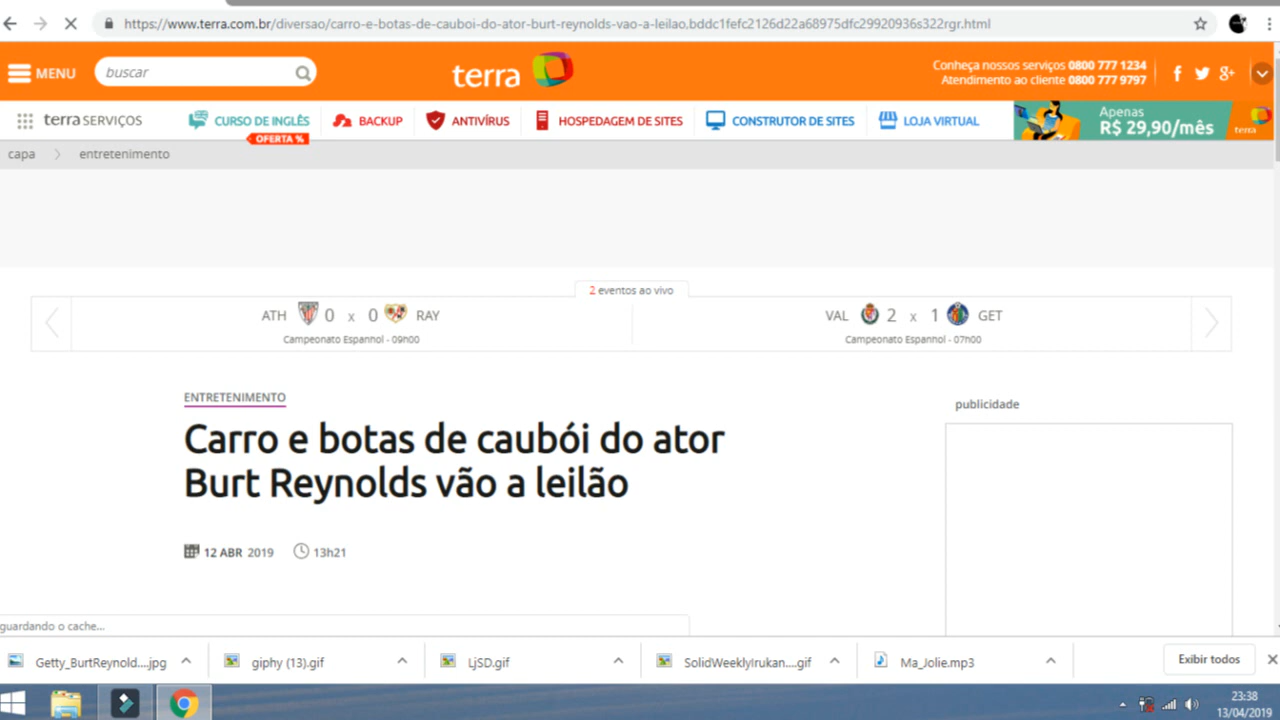 https://www.terra.com.br/diversao/carro-e-botas-de-cauboi-do-ator-burt-reynolds-vao-a-leilao,bddc1fefc2126d22a68975dfc29920936s322rgr.html
MENU
buscar
terra
Conheça nossos serviços 0800 777 1234
Atendimento ao cliente 0800 777 9797
terra SERVIÇOS
CURSO DE INGLÊS
OFERTA %
BACKUP
ANTIVÍRUS
HOSPEDAGEM DE SITES
CONSTRUTOR DE SITES
LOJA VIRTUAL
Apenas
R$ 29,90/mês
terra
capa
entretenimento
2 eventos ao vivo
ATH 0 x 0 RAY
Campeonato Espanhol - 09h00
VAL 2 x 1 GET
Campeonato Espanhol - 07h00
ENTRETENIMENTO
publicidade
Carro e botas de caubói do ator
Burt Reynolds vão a leilão
12 ABR 2019 13h21
guardando o cache...
Getty_BurtReynold....jpg
giphy (13).gif
LjSD.gif
SolidWeeklyIrukan....gif
Ma_Jolie.mp3
Exibir todos
23:38
13/04/2019